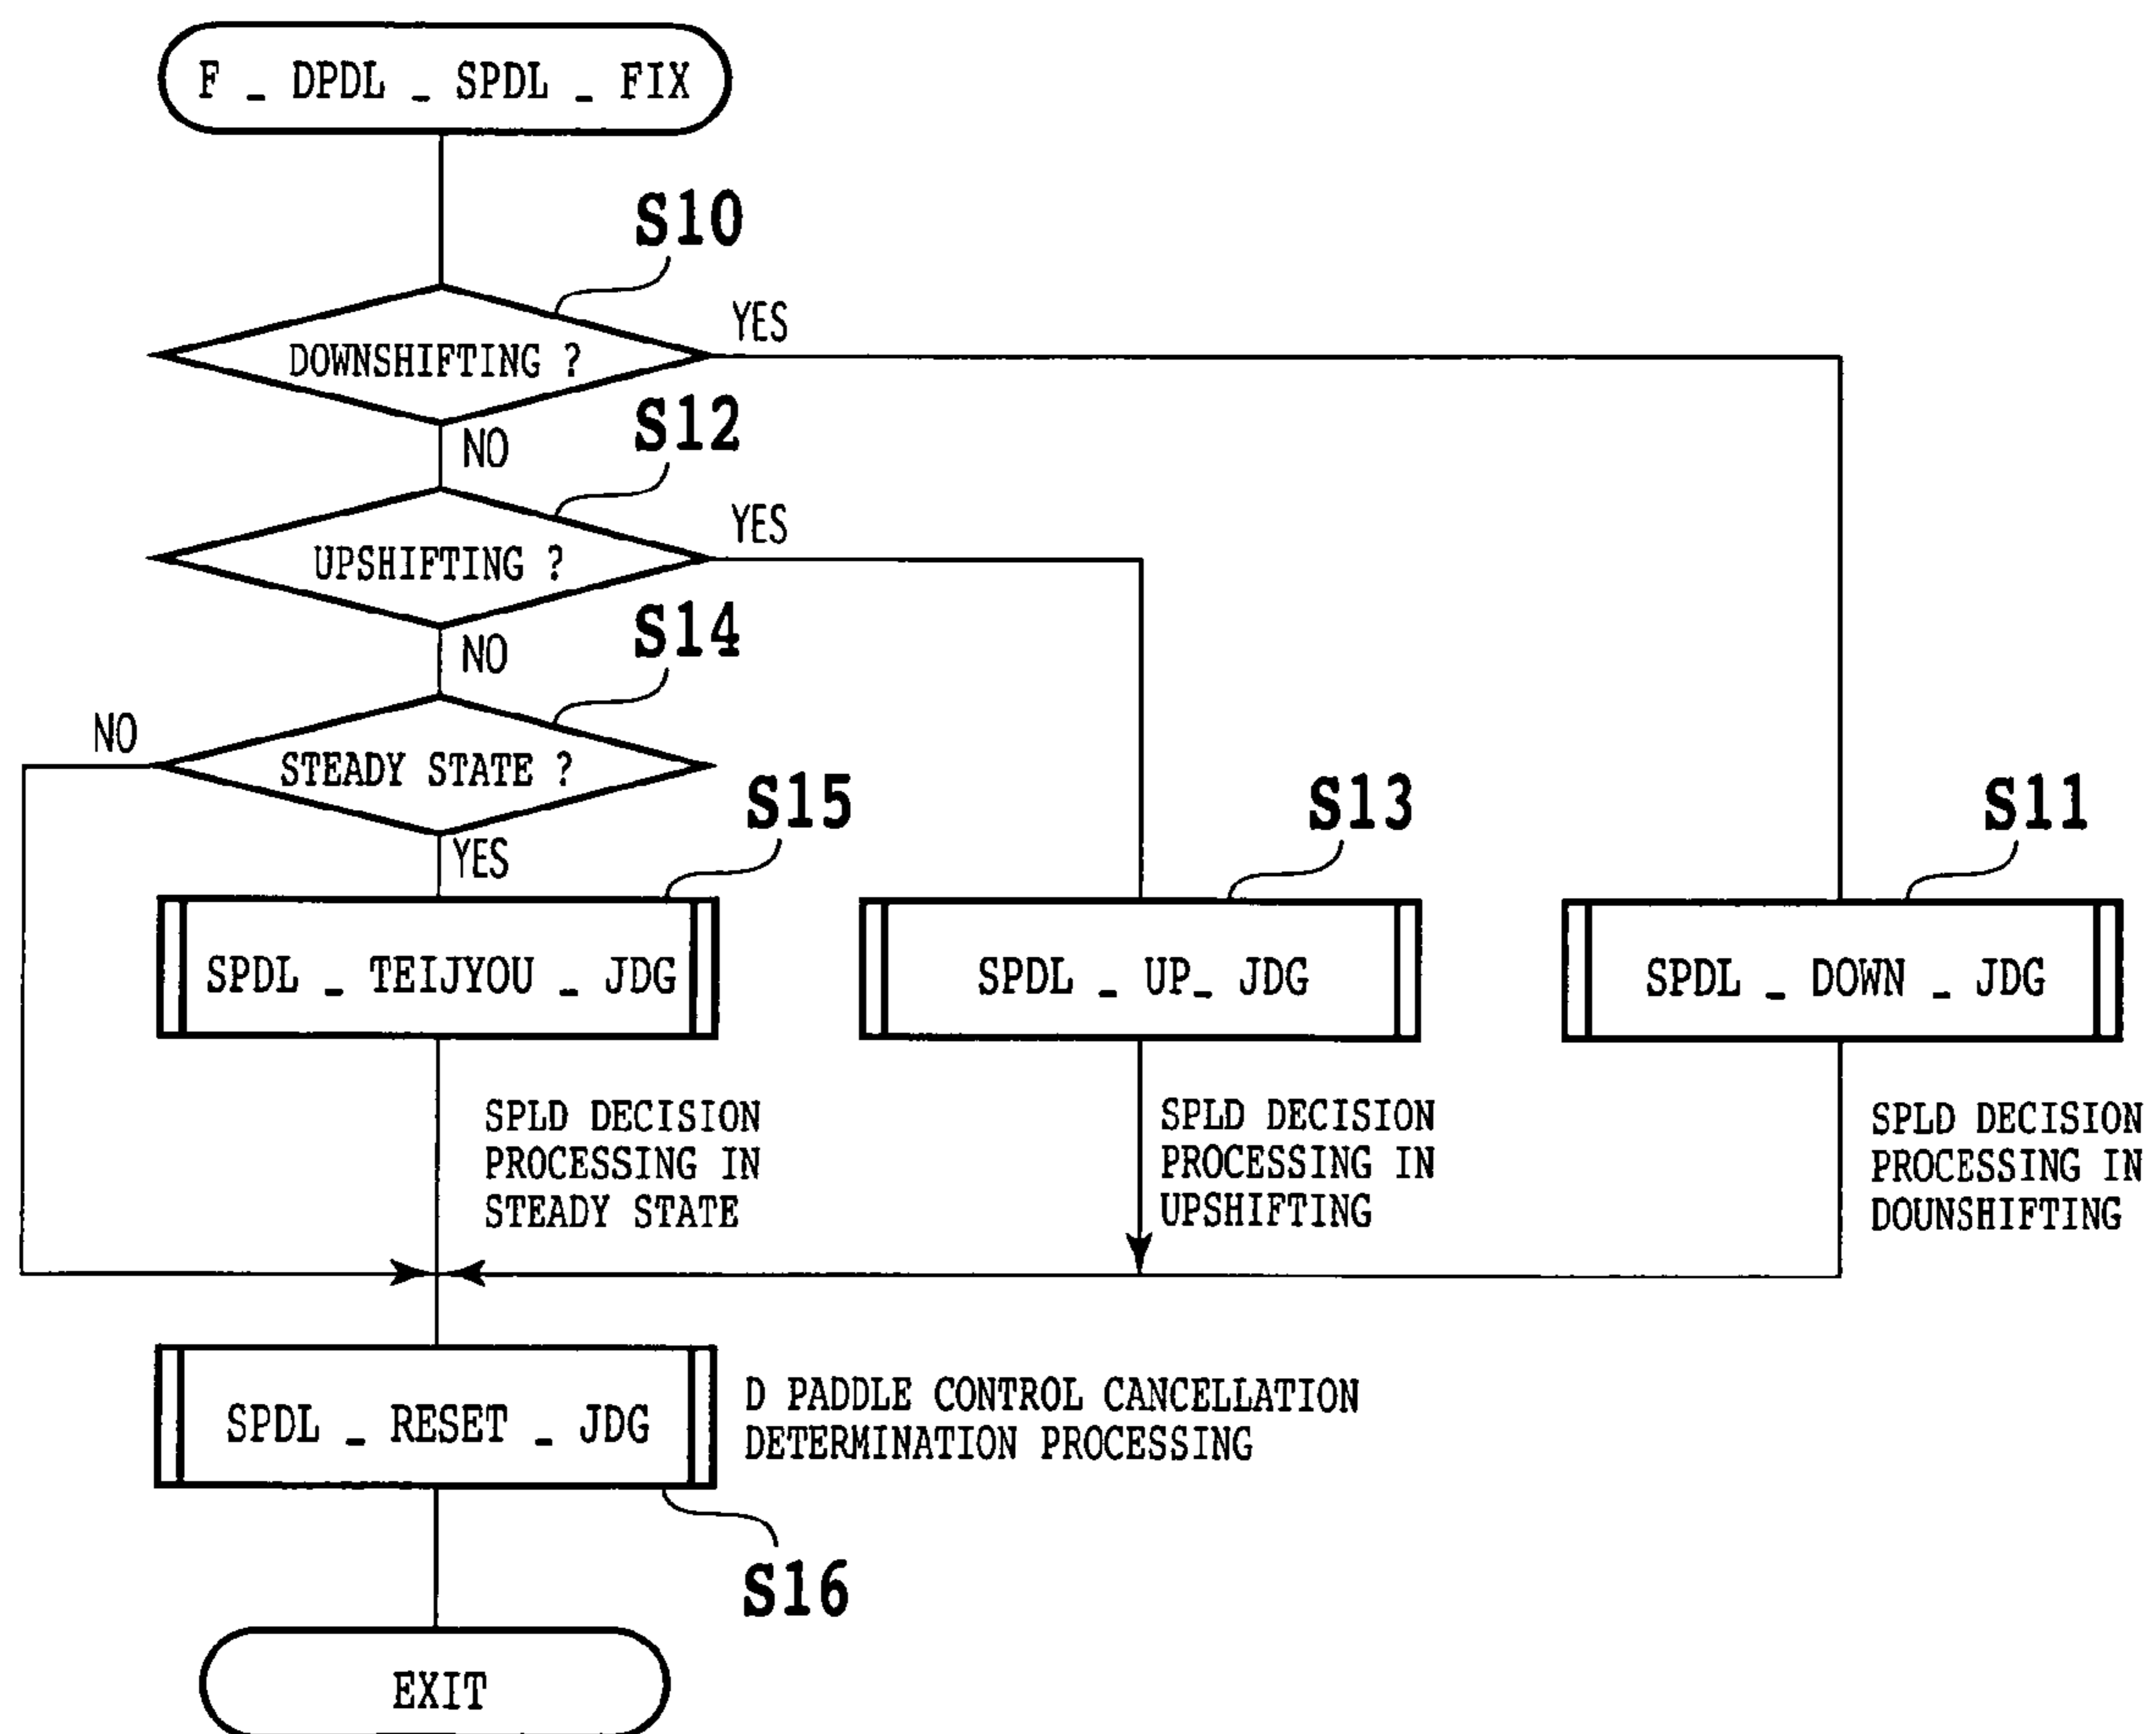 F _ DPDL _ SPDL _ FIX
S10
YES
DOWNSHIFTING ?
S12
NO
YES
UPSHIFTING ?
S14
NO
NO
STEADY STATE ?
S15
S13
S11
YES
SPDL _ TEIJYOU _ JDG
SPDL _ UP_ JDG
SPDL _ DOWN _ JDG
SPLD DECISION
PROCESSING IN
STEADY STATE
SPLD DECISION
PROCESSING IN
UPSHIFTING
SPLD DECISION
PROCESSING IN
DOUNSHIFTING
SPDL _ RESET _ JDG
D PADDLE CONTROL CANCELLATION
DETERMINATION PROCESSING
S16
EXIT